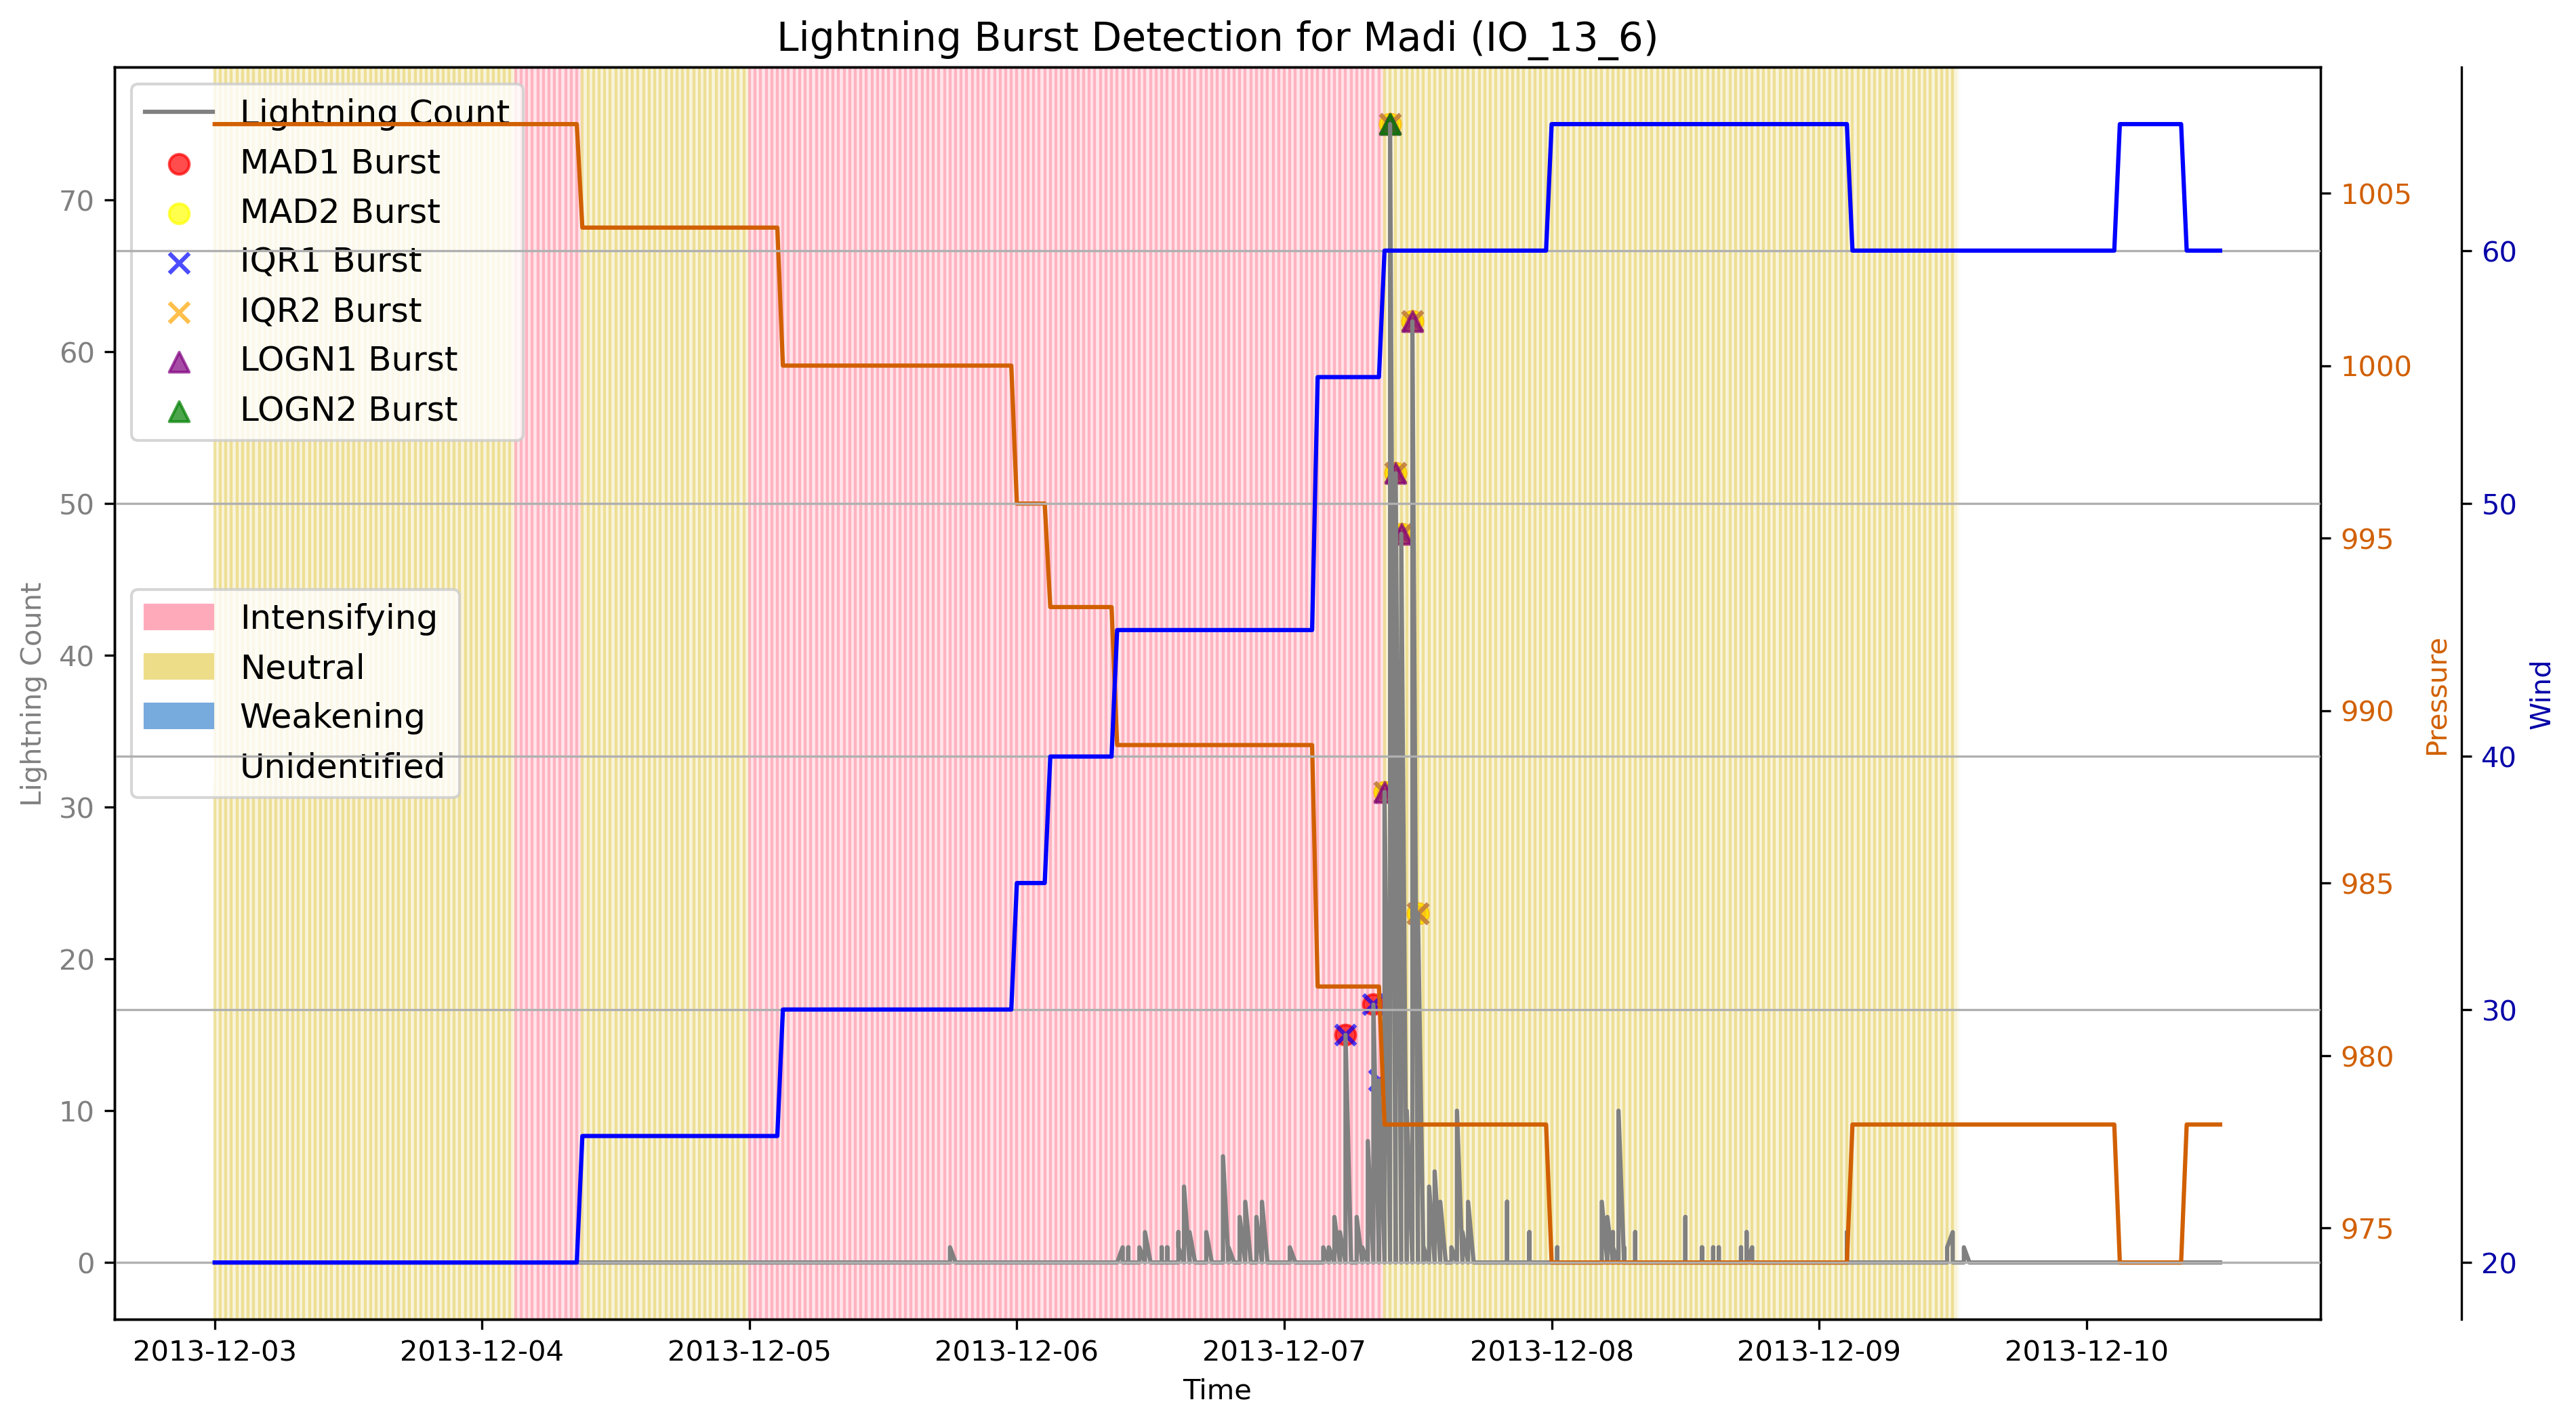 Lightning Burst Detection for Madi (IO_13_6)
Lightning Count
MAD1 Burst
MAD2 Burst
IQR1 Burst
IQR2 Burst
LOGN1 Burst
LOGN2 Burst
Intensifying
Neutral
Weakening
Unidentified
Lightning Count
70
60
50
40
30
20
10
0
1005
1000
995
990
985
980
975
Pressure
60
50
40
30
20
Wind
2013-12-03
2013-12-04
2013-12-05
2013-12-06
2013-12-07
2013-12-08
2013-12-09
2013-12-10
Time